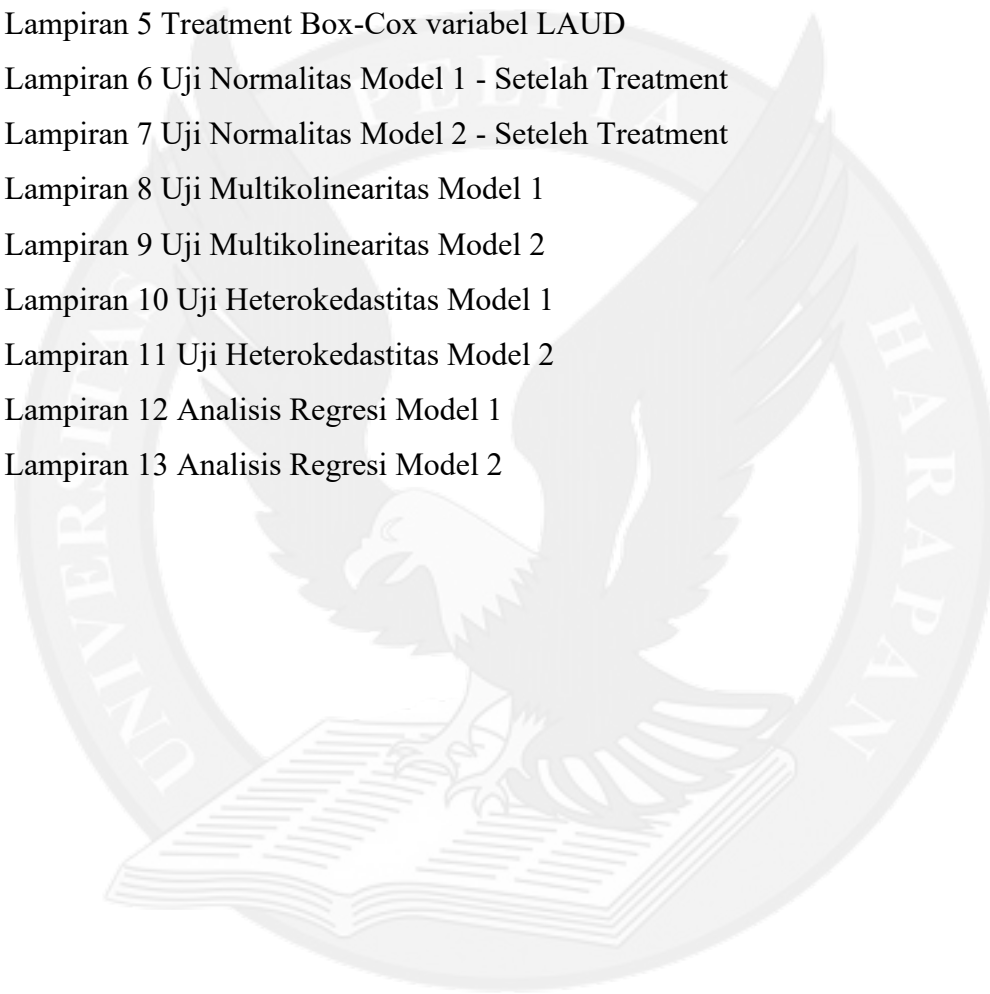 Lampiran 5 Treatment Box-Cox variabel LAUD
Lampiran 6 Uji Normalitas Model 1 - Setelah Treatment
Lampiran 7 Uji Normalitas Model 2 - Seteleh Treatment
Lampiran 8 Uji Multikolinearitas Model 1
Lampiran 9 Uji Multikolinearitas Model 2
Lampiran 10 Uji Heterokedastitas Model 1
Lampiran 11 Uji Heterokedastitas Model 2
Lampiran 12 Analisis Regresi Model 1
Lampiran 13 Analisis Regresi Model 2
UNIVERSITAS
PELITA
HARAPAN